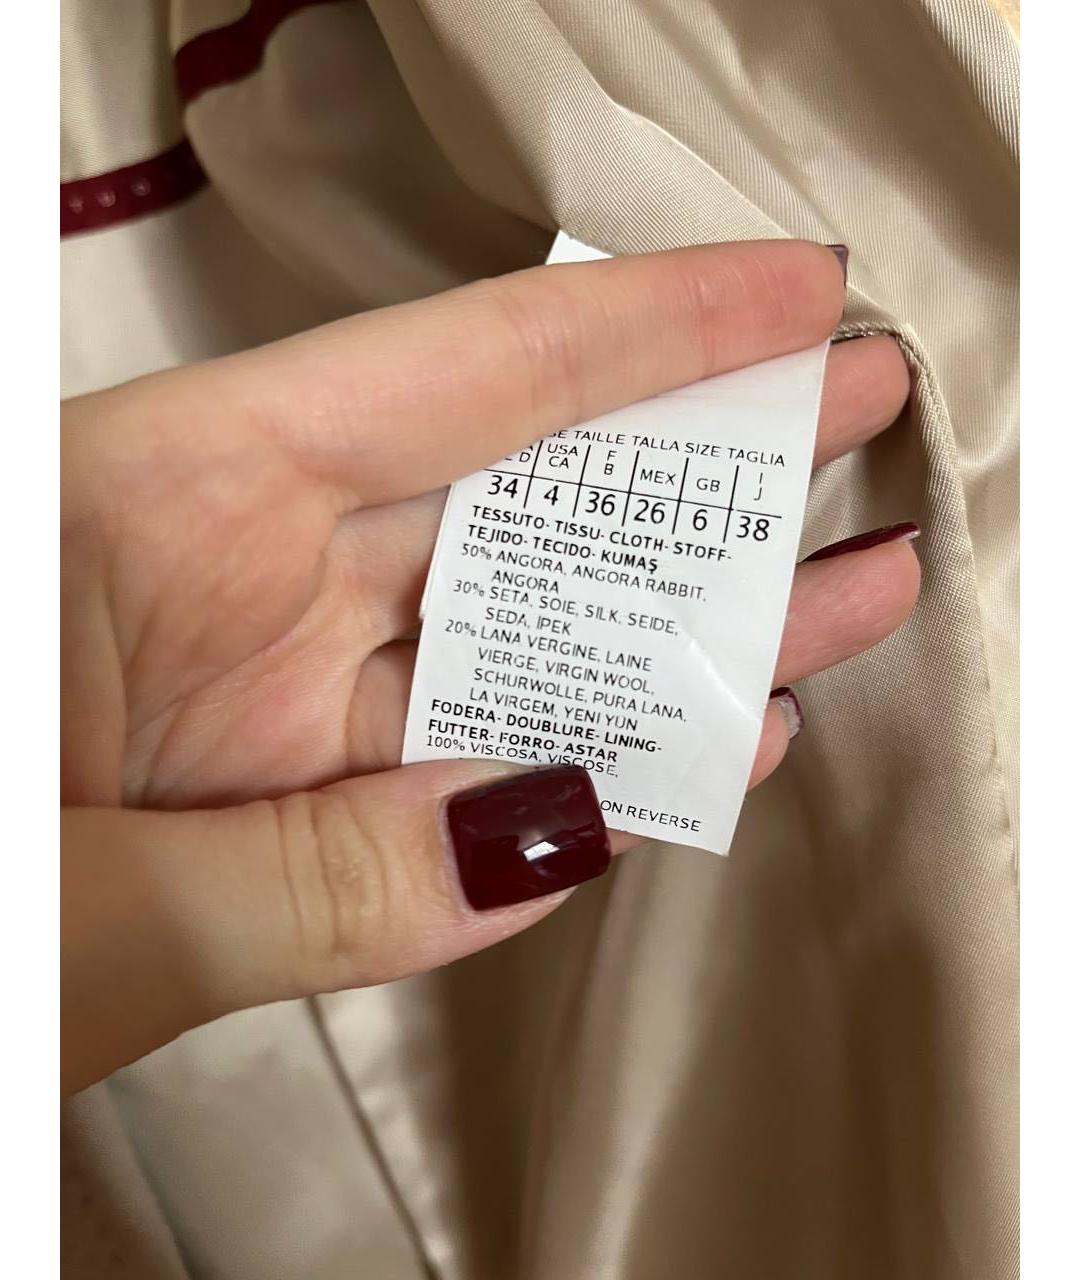 TAILLE TALLA SIZE TAGLIA
D USA CA F B MEX GB I J
34 4 36 26 6 38
TESSUTO- TISSU- CLOTH- STOFF-
TEJIDO- TECIDO- KUMAŞ
50% ANGORA, ANGORA RABBIT,
ANGORA
30% SETA, SOIE, SILK, SEIDE,
SEDA, IPEK
20% LANA VERGINE, LAINE
VIERGE, VIRGIN WOOL,
SCHURWOLLE, PURA LANA,
LA VIRGEM, YENI YUN
FODERA- DOUBLURE- LINING-
FUTTER- FORRO- ASTAR
100% VISCOSA, VISCOSE,
ON REVERSE